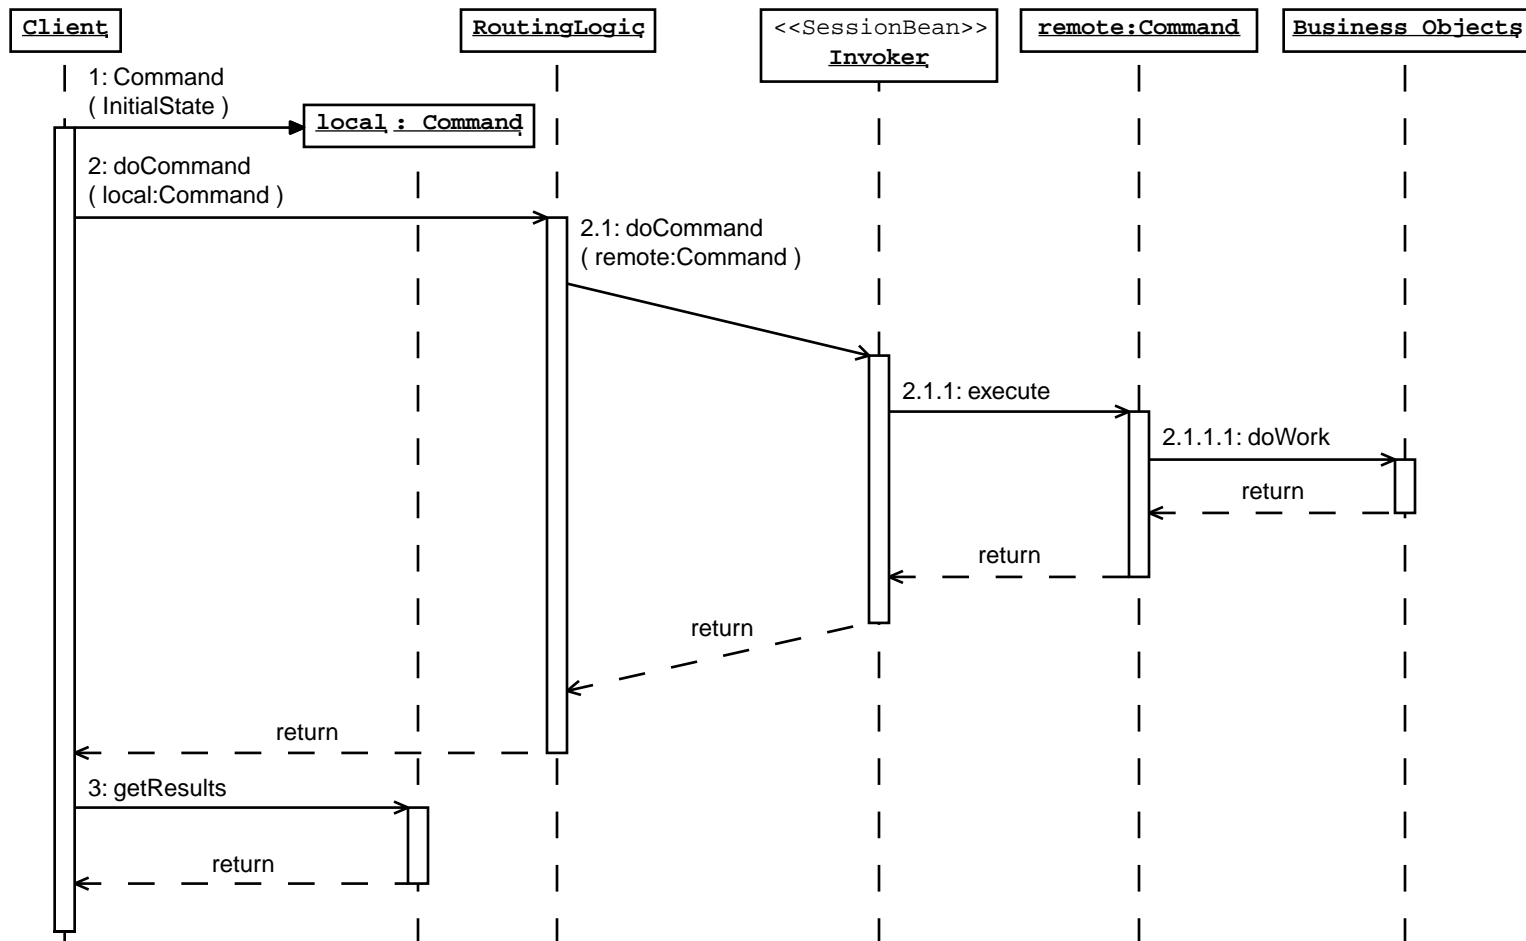 Client
RoutingLogic
<<SessionBean>>
Invoker
remote:Command
Business Objects
1: Command
( InitialState )
local : Command
2: doCommand
( local:Command )
2.1: doCommand
( remote:Command )
2.1.1: execute
2.1.1.1: doWork
return
return
return
return
3: getResults
return